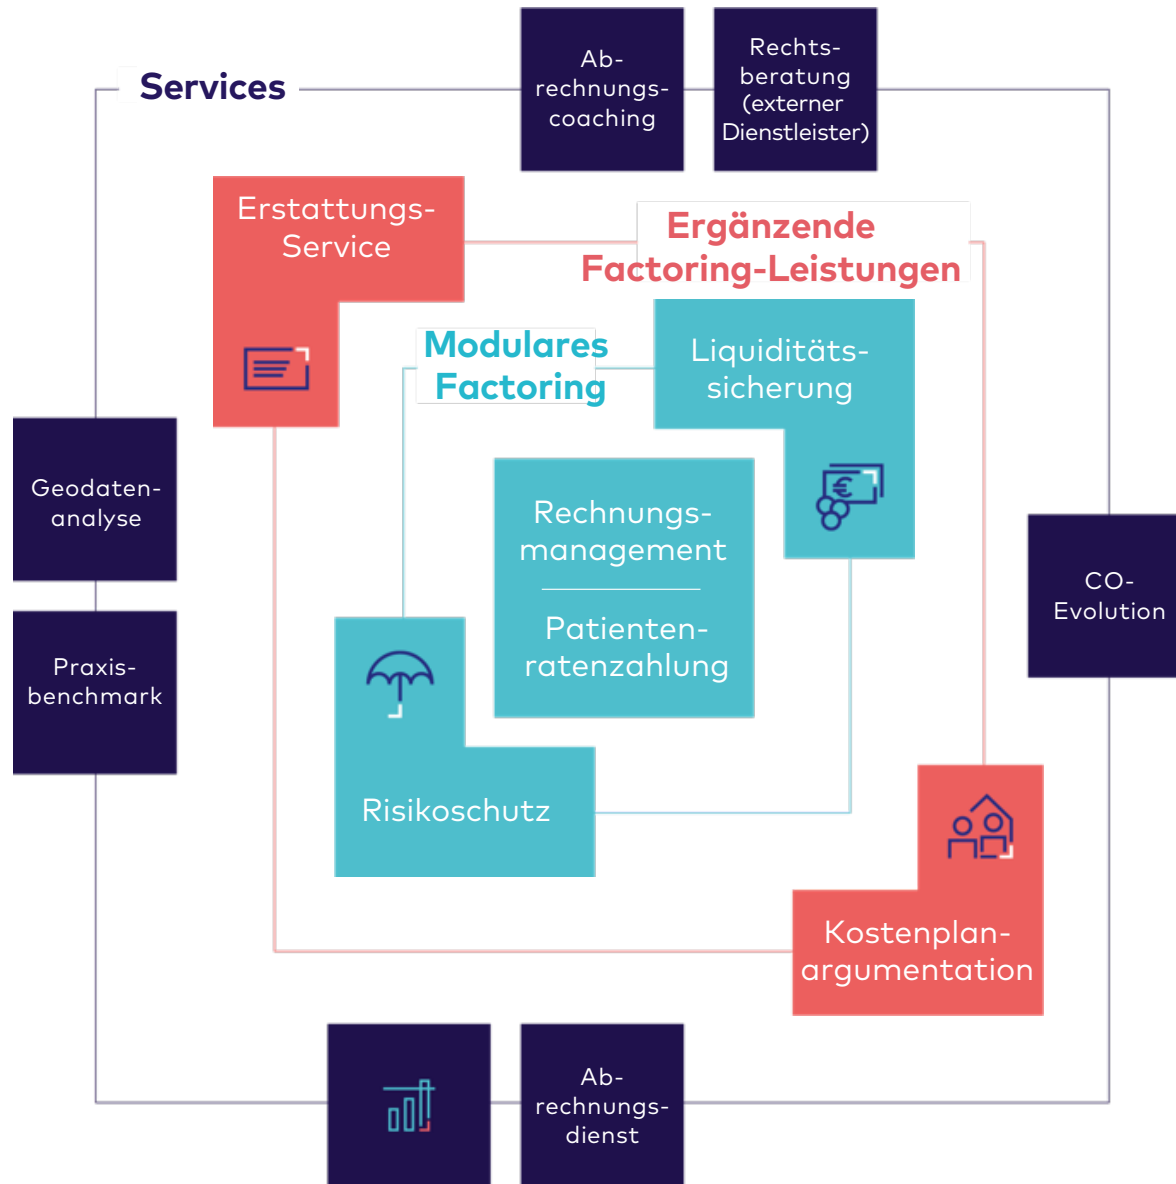 Services
Ab-
rechnungs-
coaching
Rechts-
beratung
(externer
Dienstleister)
Erstattungs-
Service
Ergänzende
Factoring-Leistungen
Modulares
Factoring
Liquiditäts-
sicherung
€
Geodaten-
analyse
Rechnungs-
management
Patienten-
ratenzahlung
CO-
Evolution
Praxis-
benchmark
Risikoschutz
Kostenplan-
argumentation
Ab-
rechnungs-
dienst